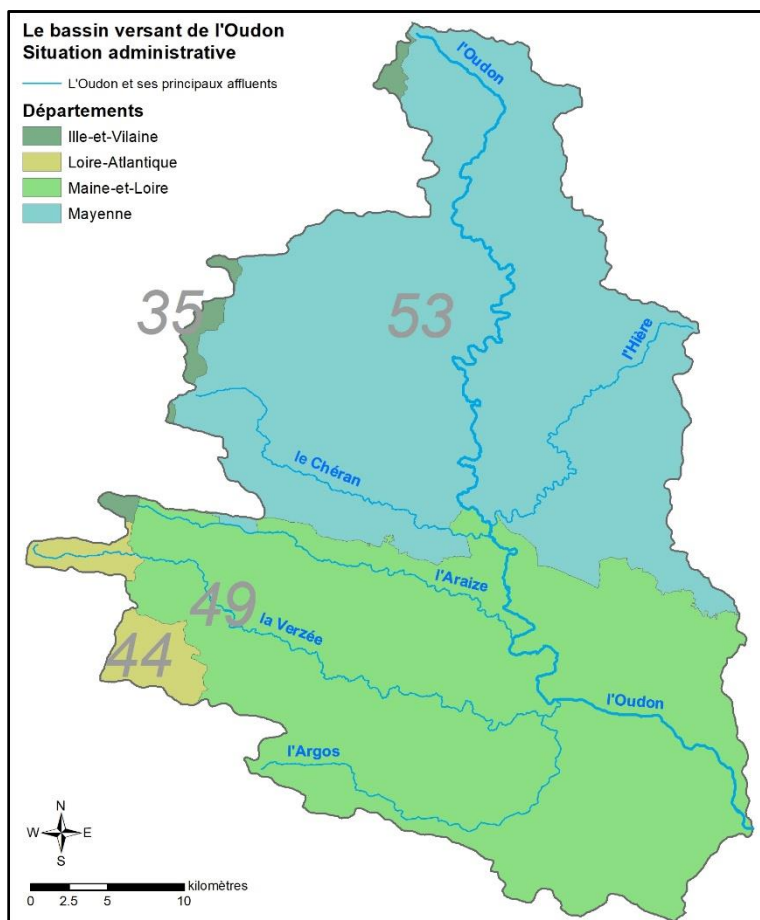 Le bassin versant de l'Oudon
Situation administrative
L'Oudon et ses principaux affluents
Départements
Ille-et-Vilaine
Loire-Atlantique
Maine-et-Loire
Mayenne
l'Oudon
35
53
l'Hière
le Chéran
l'Araize
49
la Verzée
44
l'Oudon
l'Argos
N
W E
S
kilomètres
0 2.5 5 10